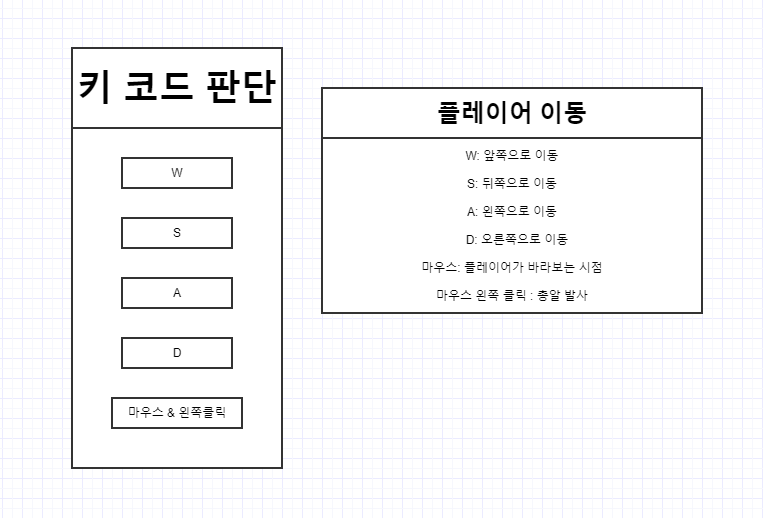 키 코드 판단
W
S
A
D
마우스 & 왼쪽클릭
플레이어 이동
W: 앞쪽으로 이동
S: 뒤쪽으로 이동
A: 왼쪽으로 이동
D: 오른쪽으로 이동
마우스: 플레이어가 바라보는 시점
마우스 왼쪽 클릭 : 총알 발사